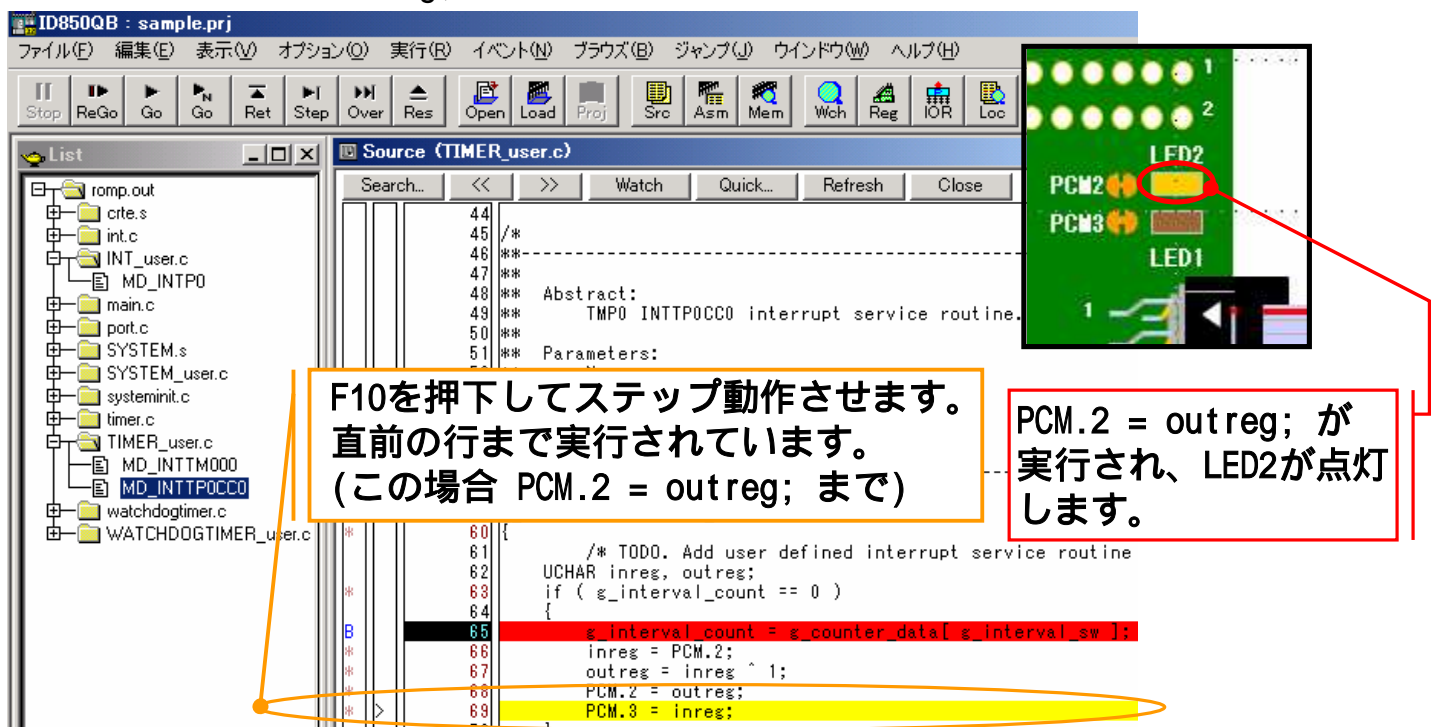 ID850QB : sample.prj
ファイル(F) 編集(E) 表示(V) オプション(O) 実行(R) イベント(N) ブラウズ(B) ジャンプ(J) ウインドウ(W) ヘルプ(H)
Stop ReGo Go Go Ret Step Over Res Open Load Proj Src Asm Mem Wch Reg IOR Loc
List
romp.out
crte.s
int.c
INT_user.c
MD_INTP0
main.c
port.c
SYSTEM.s
SYSTEM_user.c
systeminit.c
timer.c
TIMER_user.c
MD_INTTM000
MD_INTTP0CC0
watchdogtimer.c
WATCHDOGTIMER_user.c
Source (TIMER_user.c)
Search... << >> Watch Quick... Refresh Close
44
45 /*
46 **-----------------------------------------------
47 **
48 ** Abstract:
49 ** TMP0 INTTP0CC0 interrupt service routine.
50 **
51 ** Parameters:
60 {
61 /* TODO. Add user defined interrupt service routine
62 UCHAR inreg, outreg;
* 63 if ( g_interval_count == 0 )
64 {
B 65 g_interval_count = g_counter_data[ g_interval_sw ];
* 66 inreg = PCM.2;
* 67 outreg = inreg ^ 1;
* 68 PCM.2 = outreg;
* > 69 PCM.3 = inreg;
F10を押下してステップ動作させます。
直前の行まで実行されています。
(この場合 PCM.2 = outreg; まで)
1
2
LED2
PCM2
PCM3
LED1
1
PCM.2 = outreg; が
実行され、LED2が点灯
します。